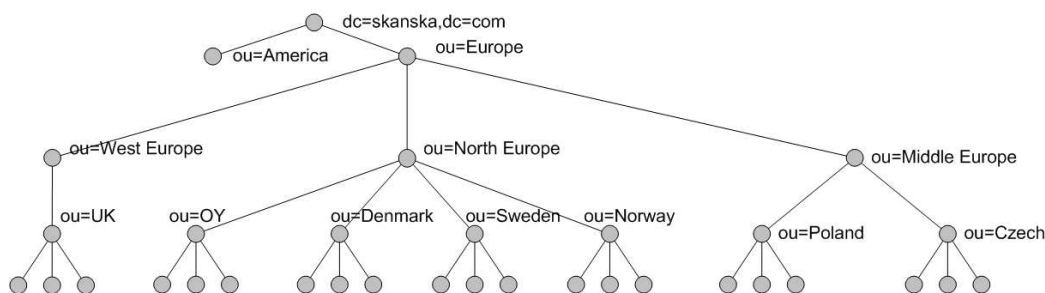 dc=skanska,dc=com
ou=America
ou=Europe
ou=West Europe
ou=North Europe
ou=Middle Europe
ou=UK
ou=OY
ou=Denmark
ou=Sweden
ou=Norway
ou=Poland
ou=Czech